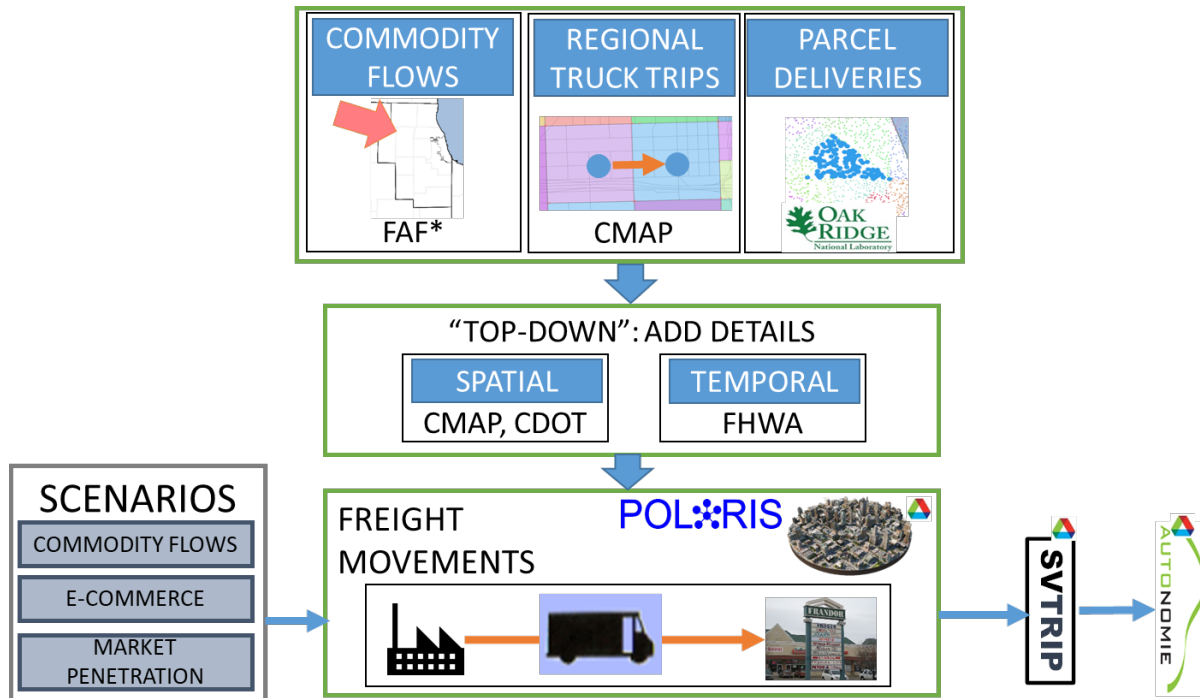 COMMODITY
FLOWS
REGIONAL
TRUCK TRIPS
PARCEL
DELIVERIES
FAF*
CMAP
OAK
RIDGE
National Laboratory
“TOP-DOWN”: ADD DETAILS
SPATIAL
TEMPORAL
CMAP, CDOT
FHWA
SCENARIOS
COMMODITY FLOWS
E-COMMERCE
MARKET
PENETRATION
FREIGHT
MOVEMENTS
POLARIS
FRANDOR
SVTRIP
AUTONOMIE